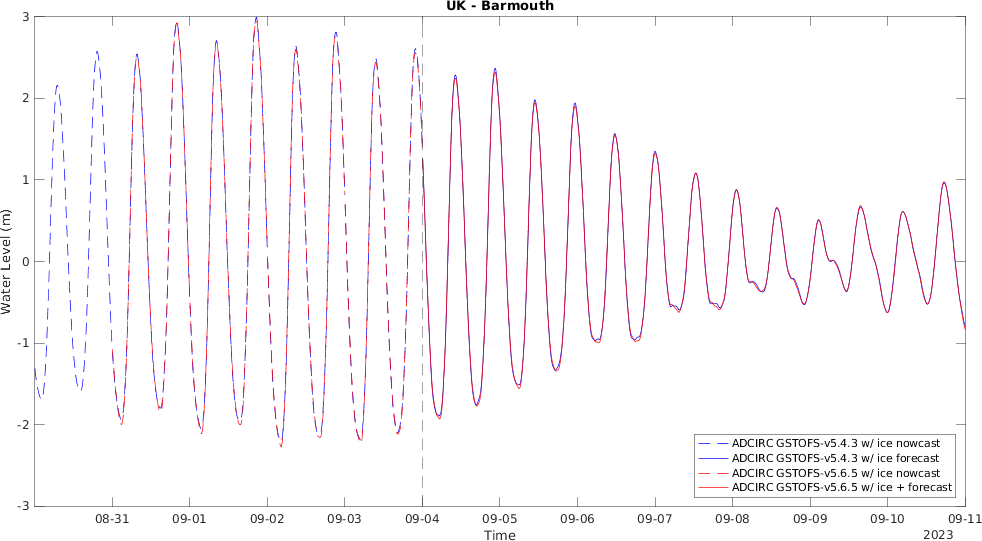 UK - Barmouth
3
2
1
0
-1
-2
-3
Water Level (m)
ADCIRC GSTOFS-v5.4.3 w/ ice nowcast
ADCIRC GSTOFS-v5.4.3 w/ ice forecast
ADCIRC GSTOFS-v5.6.5 w/ ice nowcast
ADCIRC GSTOFS-v5.6.5 w/ ice + forecast
08-31 09-01 09-02 09-03 09-04 09-05 09-06 09-07 09-08 09-09 09-10 09-11
Time
2023